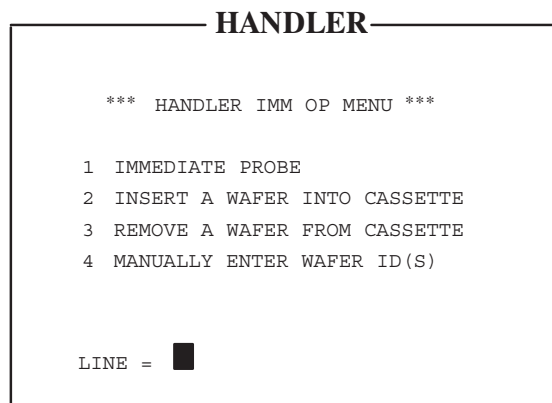 HANDLER
*** HANDLER IMM OP MENU ***
1 IMMEDIATE PROBE
2 INSERT A WAFER INTO CASSETTE
3 REMOVE A WAFER FROM CASSETTE
4 MANUALLY ENTER WAFER ID(S)
LINE =